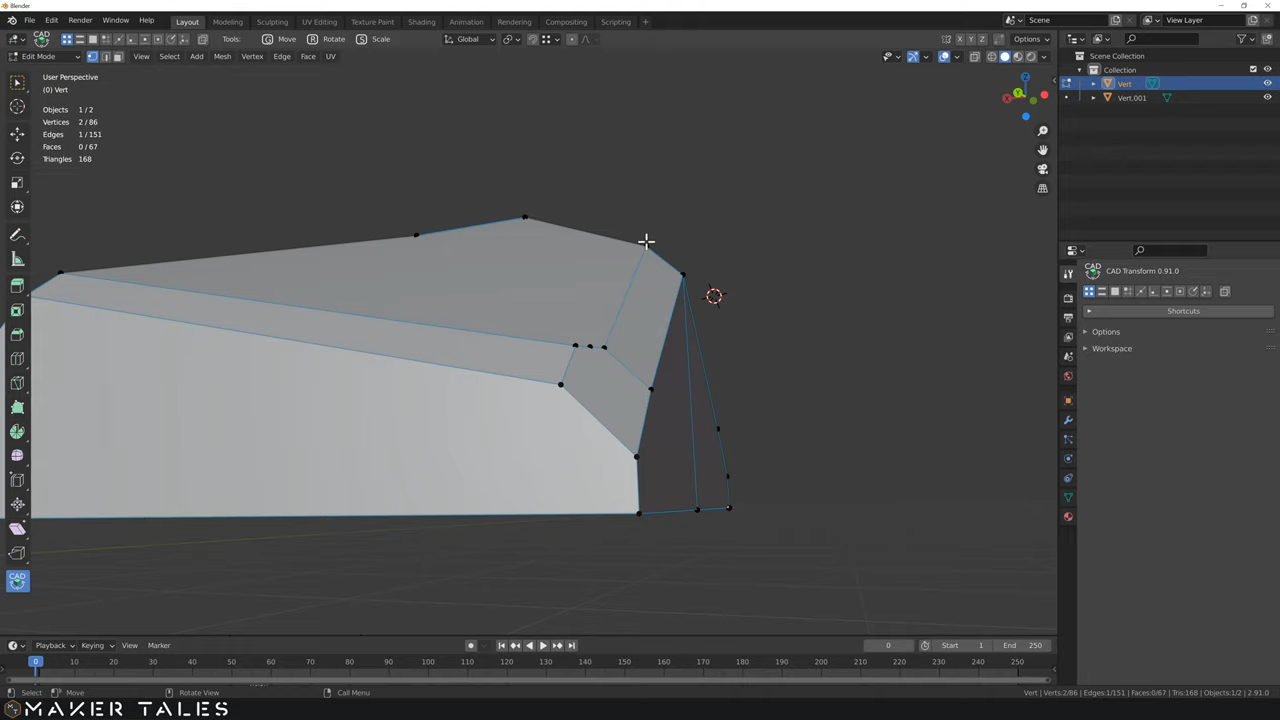 Blender
File Edit Render Window Help Layout Modeling Sculpting UV Editing Texture Paint Shading Animation Rendering Compositing Scripting + Scene View Layer
Tools: Move Rotate Scale Global X Y Z Options
Edit Mode View Select Add Mesh Vertex Edge Face UV
Scene Collection
Collection
Vert
Vert.001
User Perspective
(0) Vert
Objects 1 / 2
Vertices 2 / 86
Edges 1 / 151
Faces 0 / 67
Triangles 168
Z
Y
CAD Transform 0.91.0
Shortcuts
Options
Workspace
CAD
Playback Keying View Marker 0 Start 1 End 250
0 10 20 30 40 50 60 70 80 90 100 110 120 130 140 150 160 170 180 190 200 210 220 230 240 250
Select Move Rotate View Call Menu Vert | Verts:2/86 | Edges:1/151 | Faces:0/67 | Tris:168 | Objects:1/2 | 2.91.0
MAKER TALES